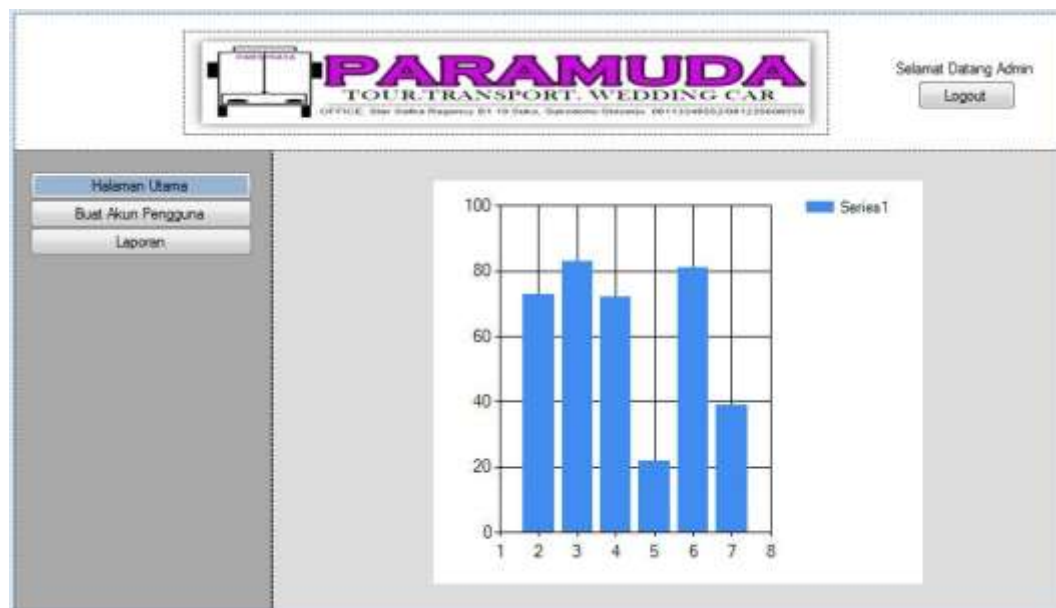 PARAMUDA
TOUR.TRANSPORT, WEDDING CAR
Selamat Datang Admin
Logout
Halaman Utama
Buat Akun Pengguna
Laporan
Series1
100
80
60
40
20
0
1 2 3 4 5 6 7 8